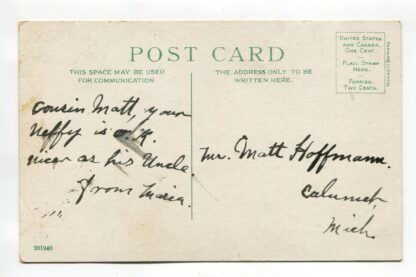 POST CARD
THIS SPACE MAY BE USED
FOR COMMUNICATION.
THE ADDRESS ONLY TO BE
WRITTEN HERE.
UNITED STATES
AND CANADA,
ONE CENT
PLACE STAMP
HERE.
FOREIGN,
TWO CENTS.
cousin Matt, your
Neffy is o.k.
nicer as his Uncle.
from Maria.
Mr. Matt Hoffmann.
Calumet,
Mich
201946